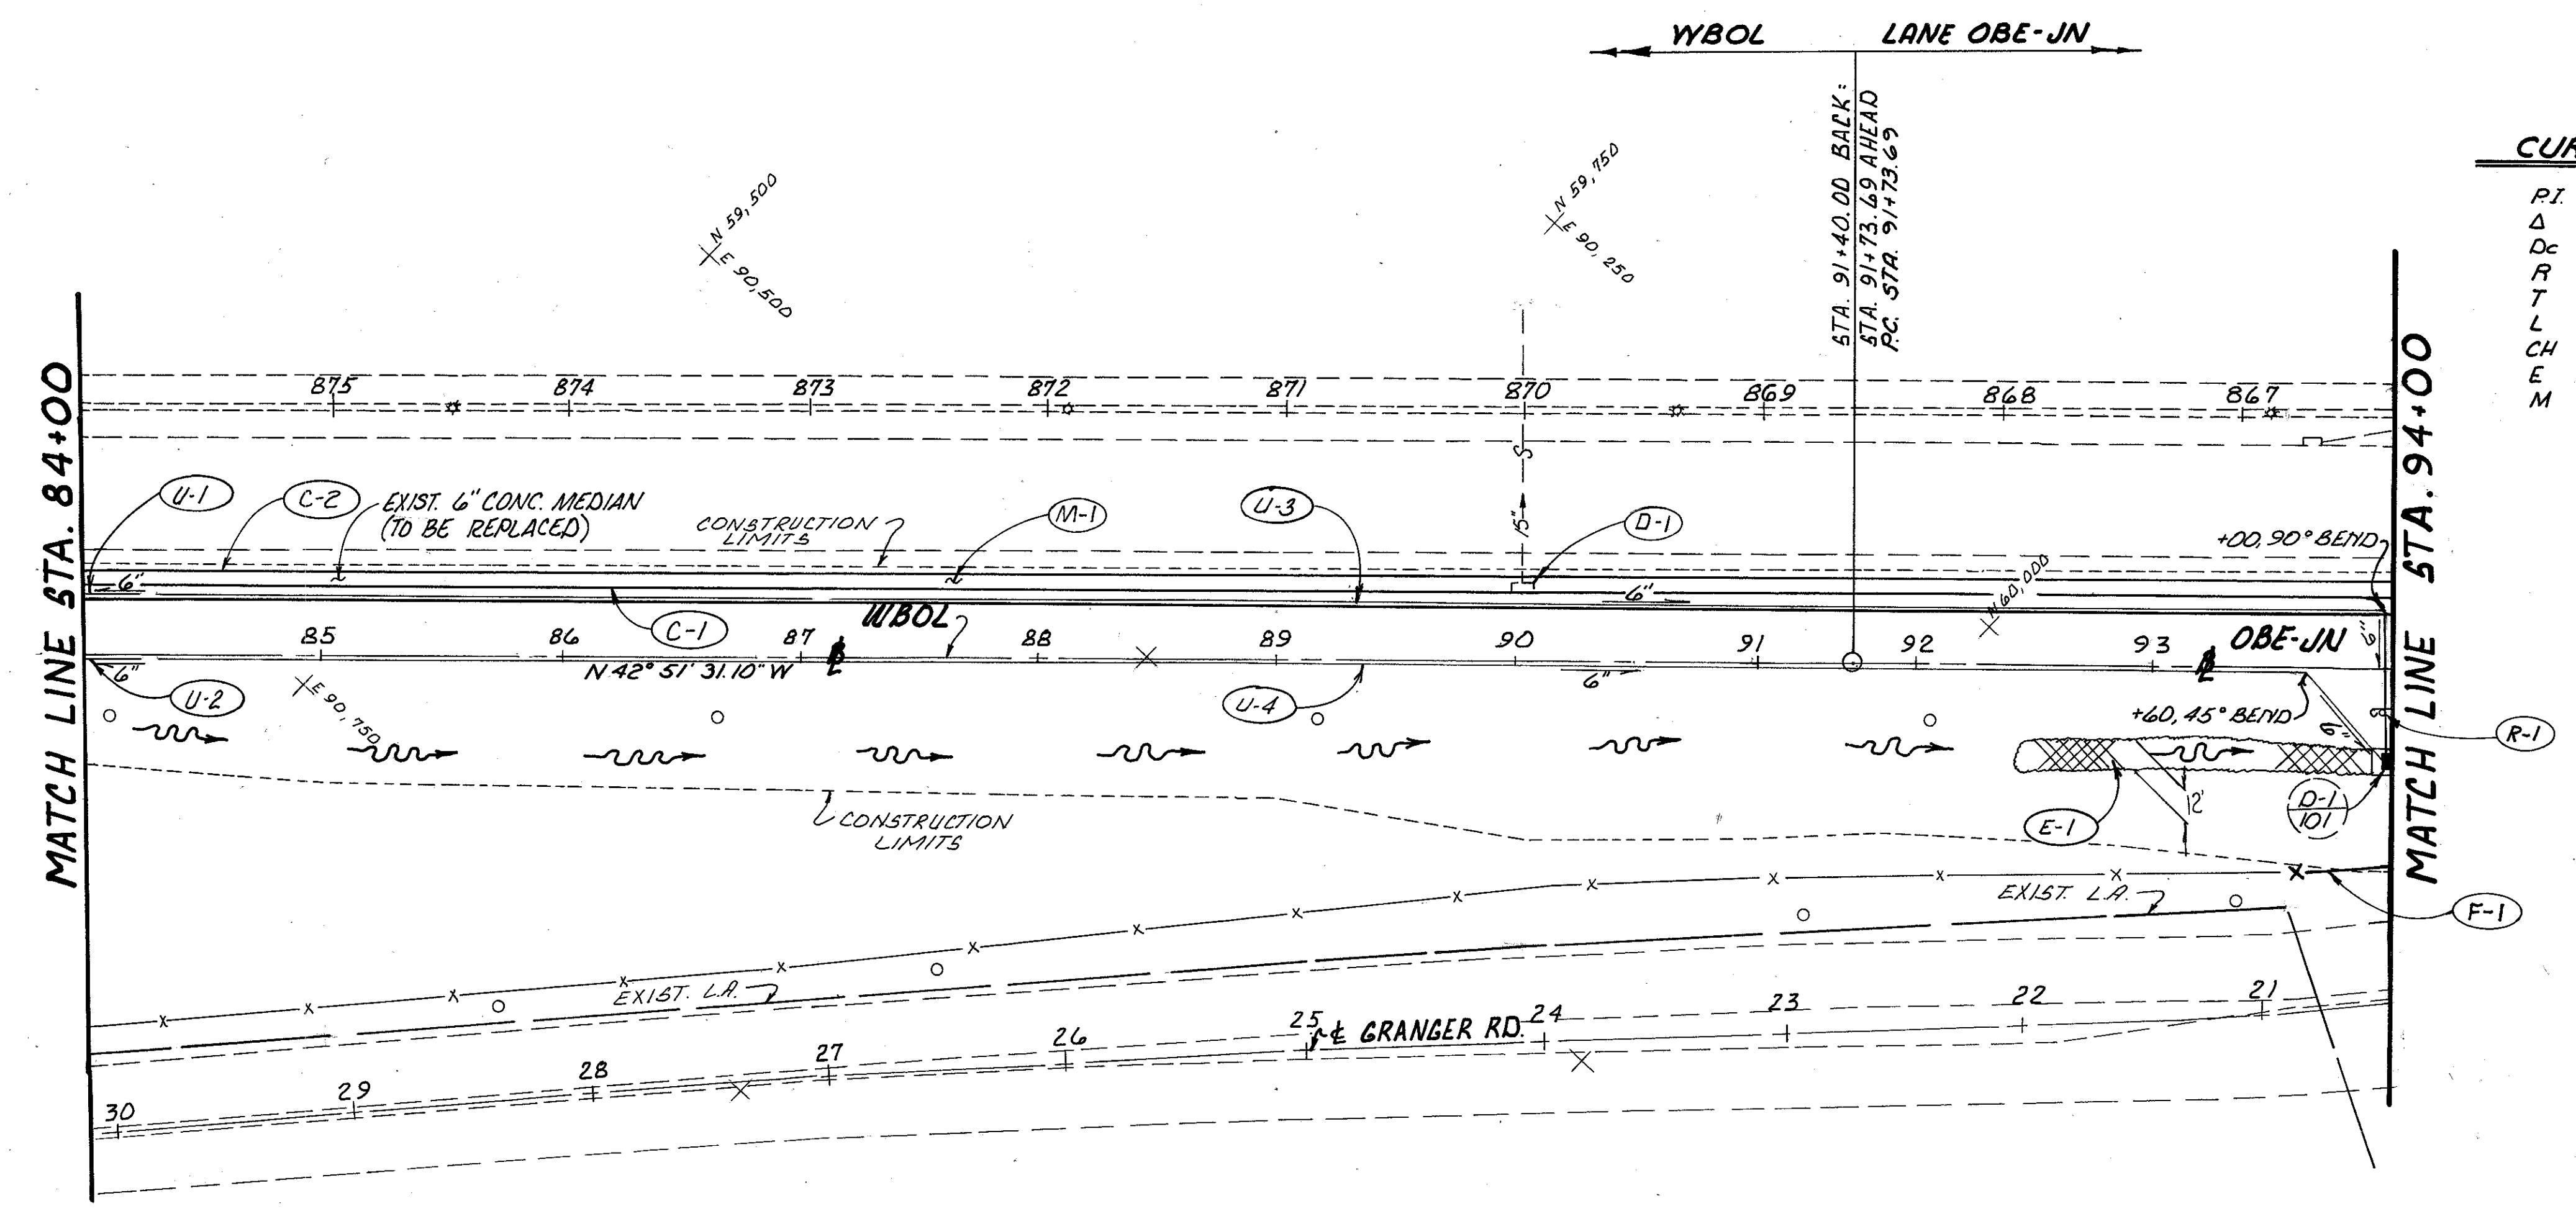 WBOL LANE OBE-JN
STA. 91+40.00 BACK =
STA. 91+73.69 AHEAD
P.C. STA. 91+73.69
CUR
P.I.
Δ
Dc
R
T
L
CH
E
M
N 59,500
E 90,500
N 59,750
E 90,250
MATCH LINE STA. 84+00
MATCH LINE STA. 94+00
875 874 873 872 871 870 869 868 867
U-1
C-2
EXIST. 6" CONC. MEDIAN
(TO BE REPLACED)
CONSTRUCTION
LIMITS
M-1
U-3
15"
S
D-1
+00, 90° BEND
N 60,000
6"
6"
C-1
WBOL
OBE-JN
6"
85 86 87 88 89 90 91 92 93
℄
℄
N 42° 51' 31.10" W
6"
6"
U-2
E 90,750
U-4
+60, 45° BEND
6"
R-1
12'
E-1
D-1
101
CONSTRUCTION
LIMITS
EXIST. L.A.
F-1
EXIST. L.A.
℄ GRANGER RD.
30 29 28 27 26 25 24 23 22 21